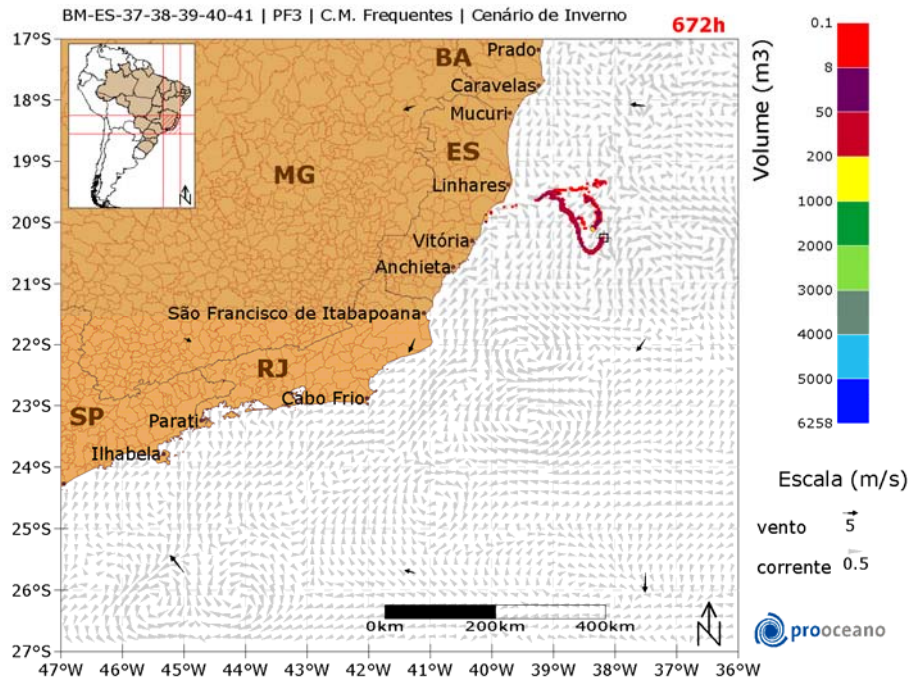 BM-ES-37-38-39-40-41 | PF3 | C.M. Frequentes | Cenário de Inverno
672h
17°S
18°S
19°S
20°S
21°S
22°S
23°S
24°S
25°S
26°S
27°S
BA
Prado
Caravelas
Mucuri
ES
MG
Linhares
Vitória
Anchieta
São Francisco de Itabapoana
RJ
Cabo Frio
SP
Parati
Ilhabela
N
0km 200km 400km
N
47°W 46°W 45°W 44°W 43°W 42°W 41°W 40°W 39°W 38°W 37°W 36°W
Volume (m3)
0.1
8
50
200
1000
2000
3000
4000
5000
6258
Escala (m/s)
vento 5
corrente 0.5
prooceano